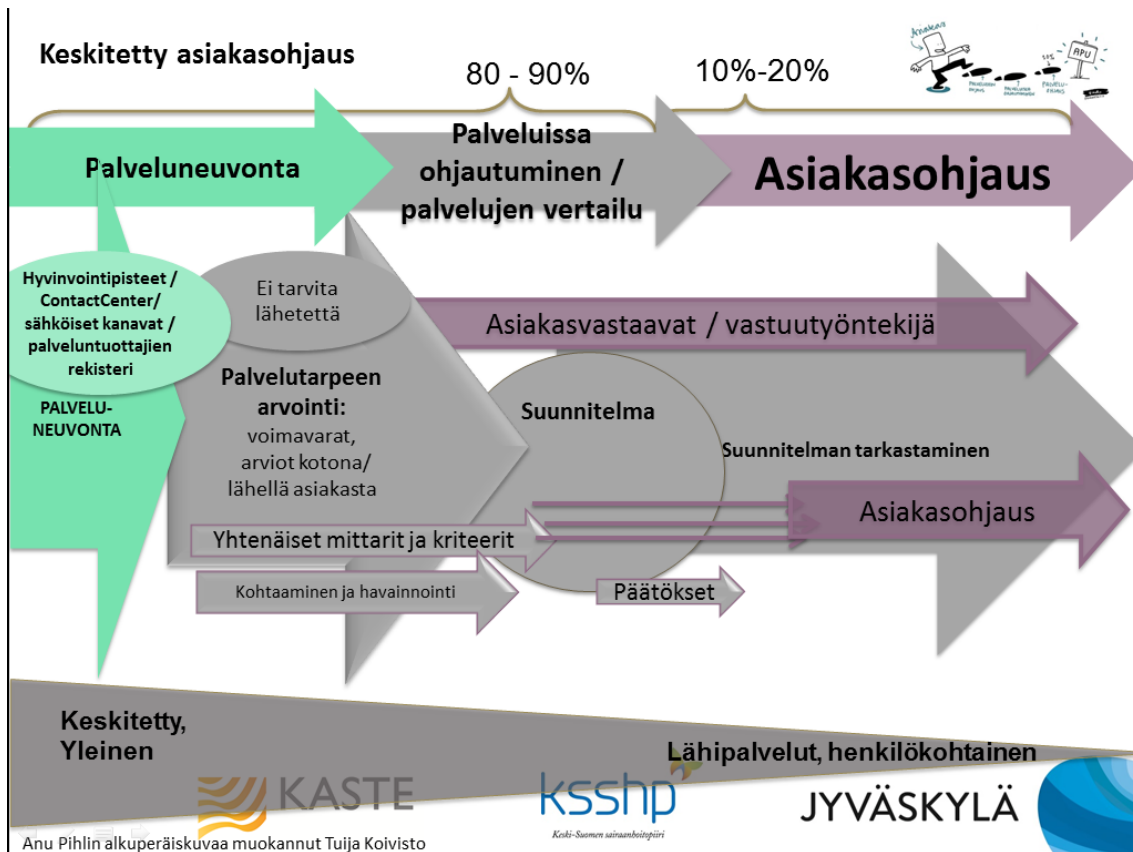 Keskitetty asiakasohjaus
80 - 90%
10%-20%
Asiakas
APU
Palveluneuvonta
Palveluissa
ohjautuminen /
palvelujen vertailu
Asiakasohjaus
Hyvinvointipisteet /
ContactCenter/
sähköiset kanavat /
palveluntuottajien
rekisteri
Ei tarvita
lähetettä
Asiakasvastaavat / vastuutyöntekijä
PALVELU-
NEUVONTA
Palvelutarpeen
arvointi:
voimavarat,
arviot kotona/
lähellä asiakasta
Suunnitelma
Suunnitelman tarkastaminen
Asiakasohjaus
Yhtenäiset mittarit ja kriteerit
Kohtaaminen ja havainnointi
Päätökset
Keskitetty,
Yleinen
Lähipalvelut, henkilökohtainen
KASTE
ksshp
Keski-Suomen sairaanhoitopiiri
JYVÄSKYLÄ
Anu Pihlin alkuperäiskuvaa muokannut Tuija Koivisto